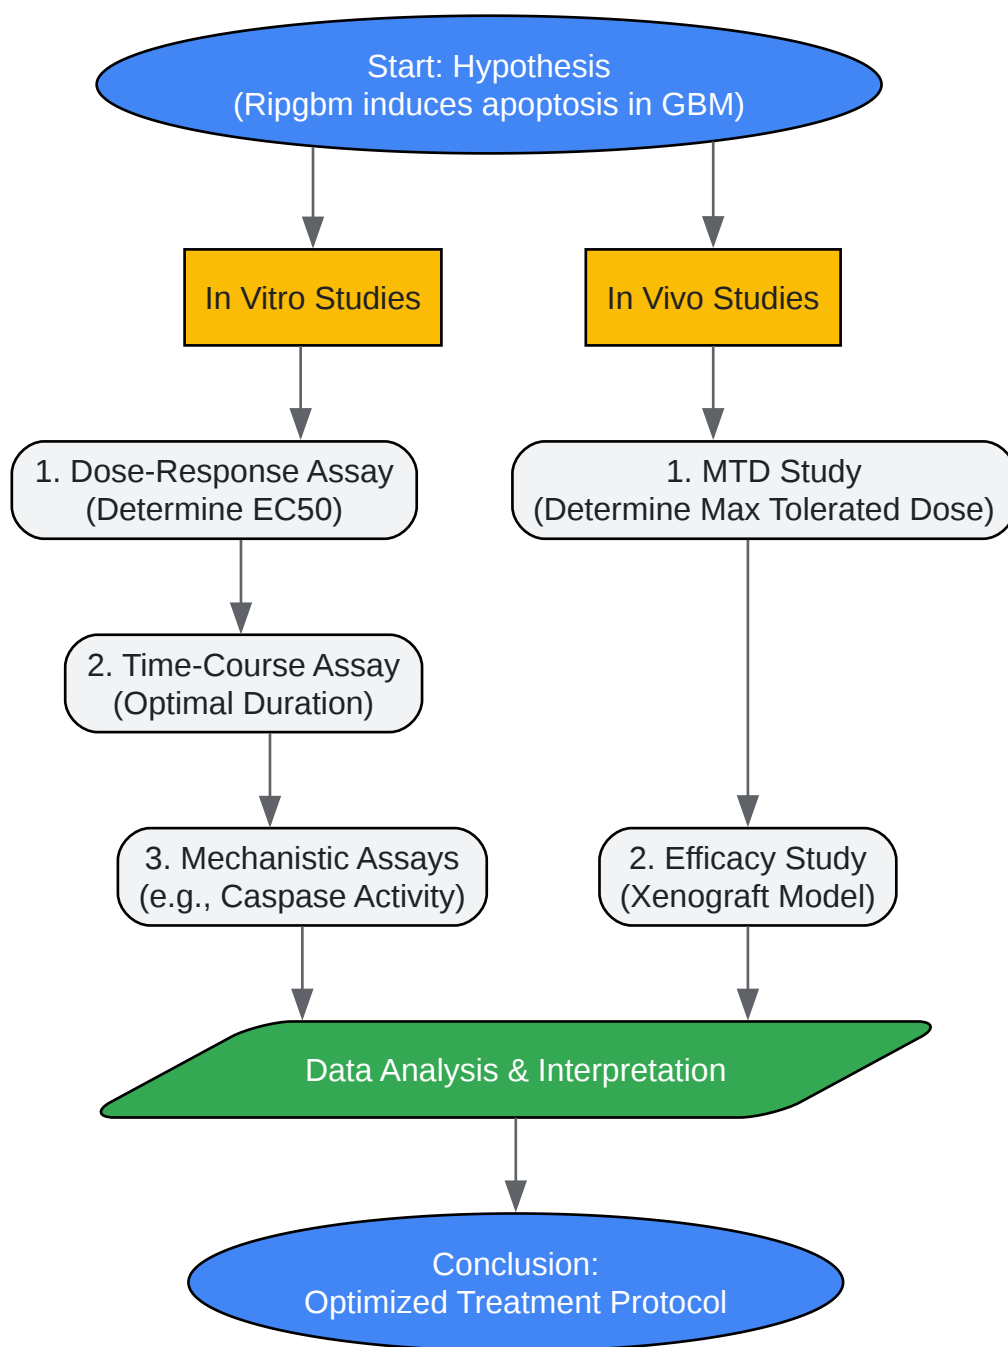 Start: Hypothesis
(Ripgbm induces apoptosis in GBM)
In Vitro Studies
In Vivo Studies
1. Dose-Response Assay
(Determine EC50)
1. MTD Study
(Determine Max Tolerated Dose)
2. Time-Course Assay
(Optimal Duration)
3. Mechanistic Assays
(e.g., Caspase Activity)
2. Efficacy Study
(Xenograft Model)
Data Analysis & Interpretation
Conclusion:
Optimized Treatment Protocol